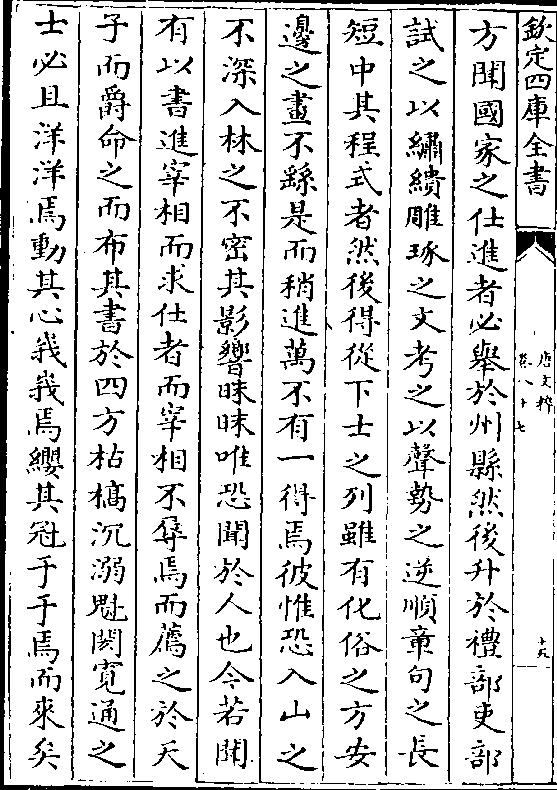 欽定四庫全書
唐文粹
卷八十七
十九
方聞國家之仕進者必舉於州縣然後升於禮部吏部
試之以繡繢雕琢之文考之以聲勢之逆順章句之長
短中其程式者然後得從下士之列雖有化俗之方安
邊之畫不繇是而稍進萬不有一得焉彼惟恐入山之
不深入林之不密其影響昧昧唯恐聞於人也今若聞
有以書進宰相而求仕者而宰相不辱焉而薦之於天
子而爵命之而布其書於四方枯槁沉溺魁閎寛通之
士必且洋洋焉動其心峩峩焉纓其冠于于焉而來矣